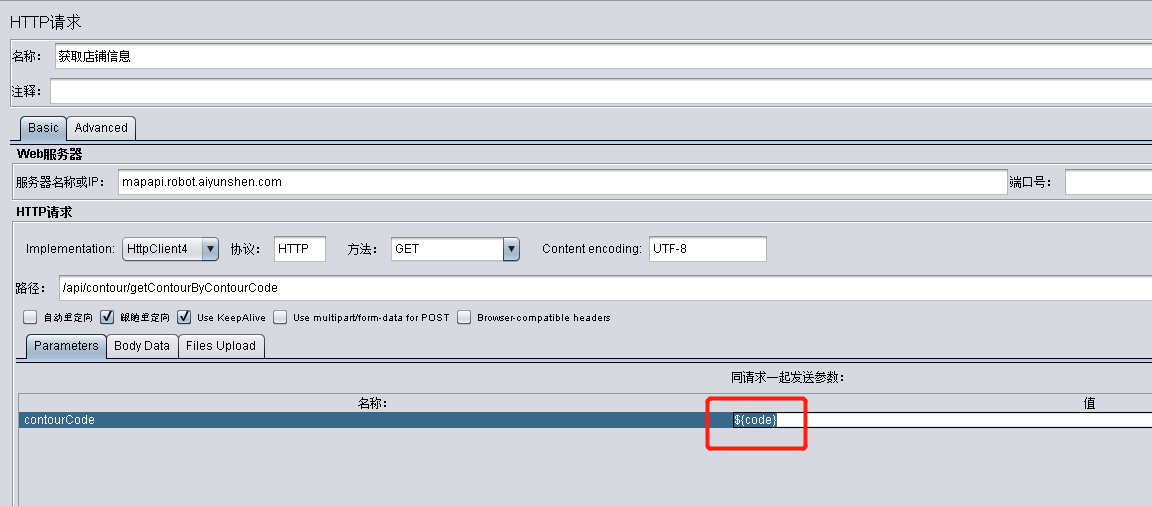 HTTP请求
名称： 获取店铺信息
注释：
Basic Advanced
Web服务器
服务器名称或IP： mapapi.robot.aiyunshen.com 端口号：
HTTP请求
Implementation: HttpClient4 协议： HTTP 方法： GET Content encoding: UTF-8
路径： /api/contour/getContourByContourCode
自动重定向 跟随重定向 Use KeepAlive Use multipart/form-data for POST Browser-compatible headers
Parameters Body Data Files Upload
同请求一起发送参数：
名称： 值
contourCode ${code}